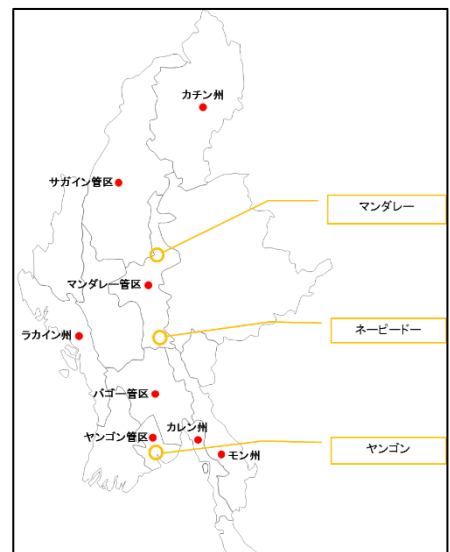 カチン州
サガイン管区
マンダレー
マンダレー管区
ラカイン州
ネーピードー
バゴー管区
カレン州
ヤンゴン管区
ヤンゴン
モン州